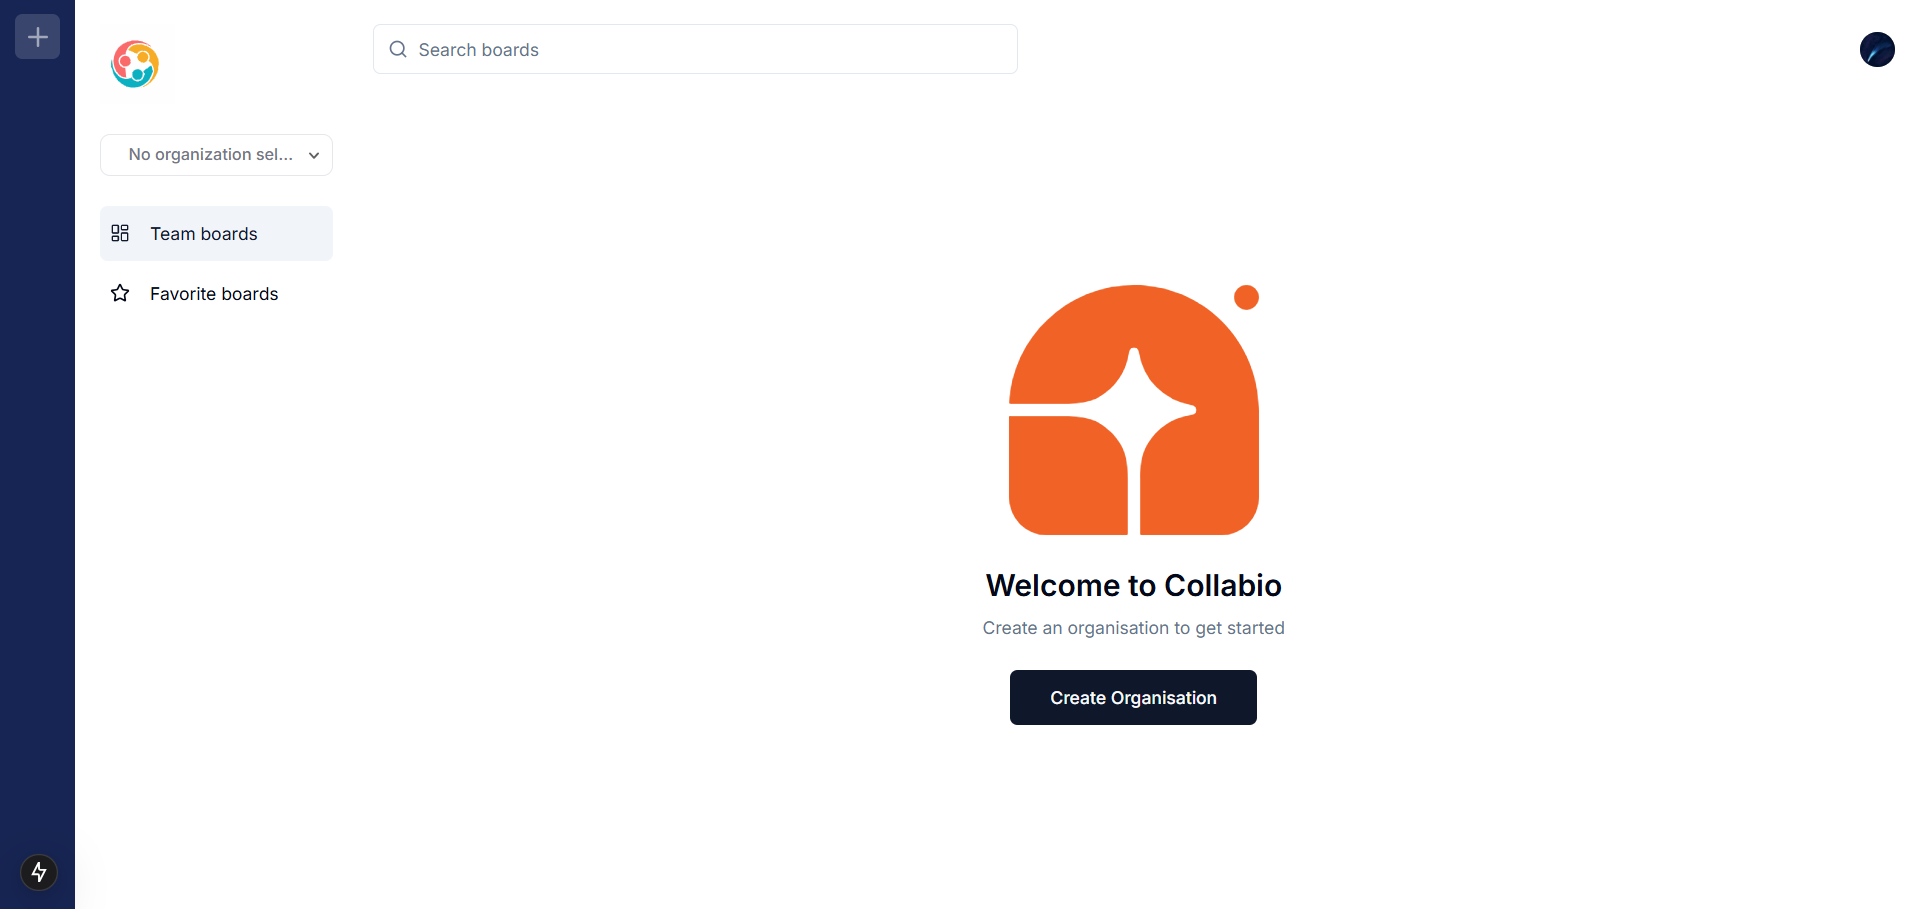 Search boards
No organization sel...
Team boards
Favorite boards
Welcome to Collabio
Create an organisation to get started
Create Organisation